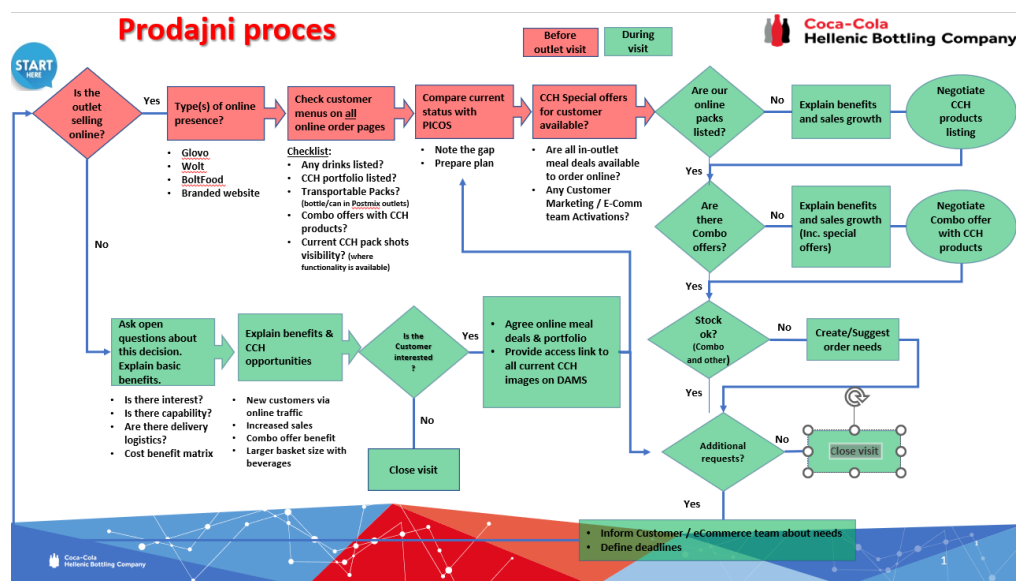 Prodajni proces
Before
outlet visit
During
visit
Coca-Cola
Hellenic Bottling Company
START
HERE
Is the
outlet
selling
online?
Yes
Type(s) of online
presence?
• Glovo
• Wolt
• BoltFood
• Branded website
Check customer
menus on all
online order pages
Checklist:
• Any drinks listed?
• CCH portfolio listed?
• Transportable Packs?
(bottle/can in Postmix outlets)
• Combo offers with CCH
products?
• Current CCH pack shots
visibility? (where
functionality is available)
Compare current
status with
PICOS
• Note the gap
• Prepare plan
CCH Special offers
for customer
available?
• Are all in-outlet
meal deals available
to order online?
• Any Customer
Marketing / E-Comm
team Activations?
Are our
online
packs
listed?
No
Explain benefits
and sales growth
Negotiate
CCH
products
listing
Yes
Are
there
Combo
offers?
No
Explain benefits
and sales growth
(Inc. special
offers)
Negotiate
Combo offer
with CCH
products
Yes
Stock
ok?
(Combo
and other)
No
Create/Suggest
order needs
Yes
Additional
requests?
No
Close visit
Yes
• Inform Customer / eCommerce team about needs
• Define deadlines
No
Ask open
questions about
this decision.
Explain basic
benefits.
• Is there interest?
• Is there capability?
• Are there delivery
logistics?
• Cost benefit matrix
Explain benefits &
CCH
opportunities
• New customers via
online traffic
• Increased sales
• Combo offer benefit
• Larger basket size with
beverages
Is the
Customer
interested
?
Yes
• Agree online meal
deals & portfolio
• Provide access link to
all current CCH
images on DAMS
No
Close visit
Coca-Cola
Hellenic Bottling Company
1
1